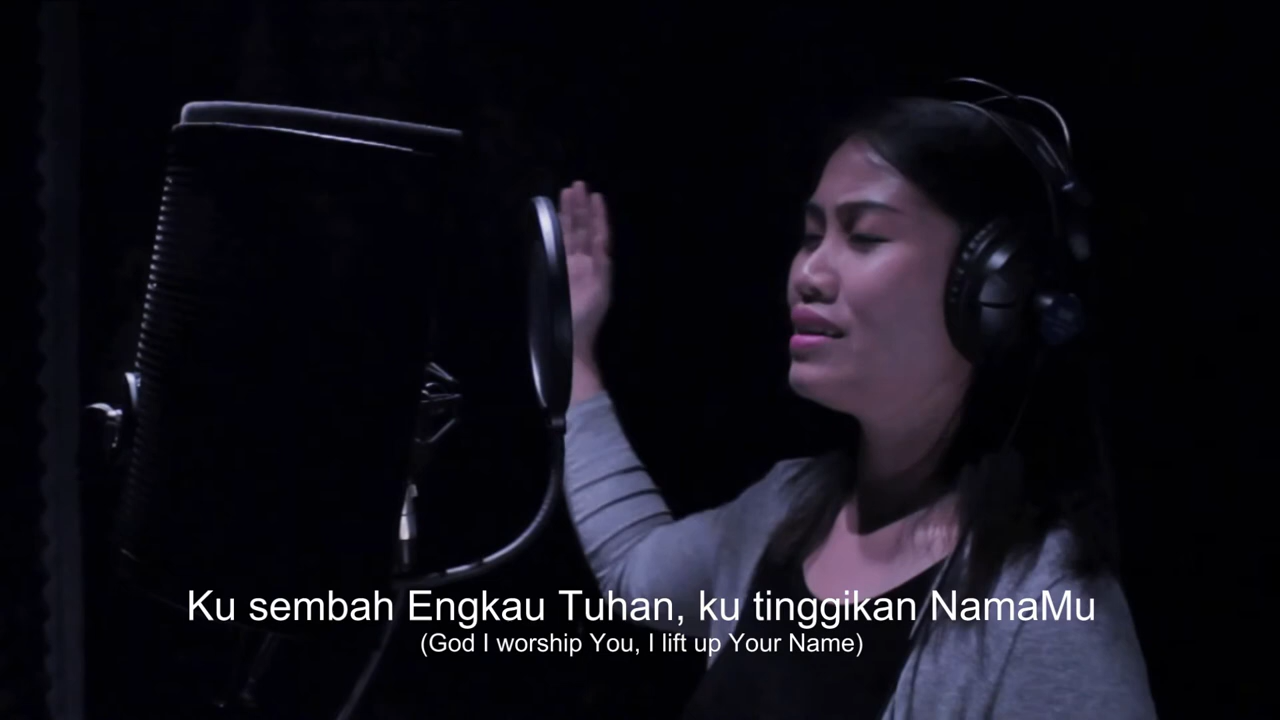 Ku sembah Engkau Tuhan, ku tinggikan NamaMu
(God I worship You, I lift up Your Name)